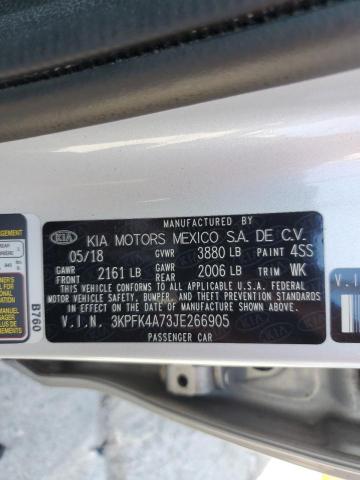 MANUFACTURED BY
KIA KIA MOTORS MEXICO S.A. DE C.V.
05/18 GVWR 3880 LB PAINT 4SS
GAWR FRONT 2161 LB GAWR REAR 2006 LB TRIM WK
THIS VEHICLE CONFORMS TO ALL APPLICABLE U.S.A. FEDERAL
MOTOR VEHICLE SAFETY, BUMPER, AND THEFT PREVENTION
STANDARDS IN EFFECT ON THE DATE OF MANUFACTURE SHOWN ABOVE.
V.I.N. 3KPFK4A73JE266905
PASSENGER CAR
B760
V.I